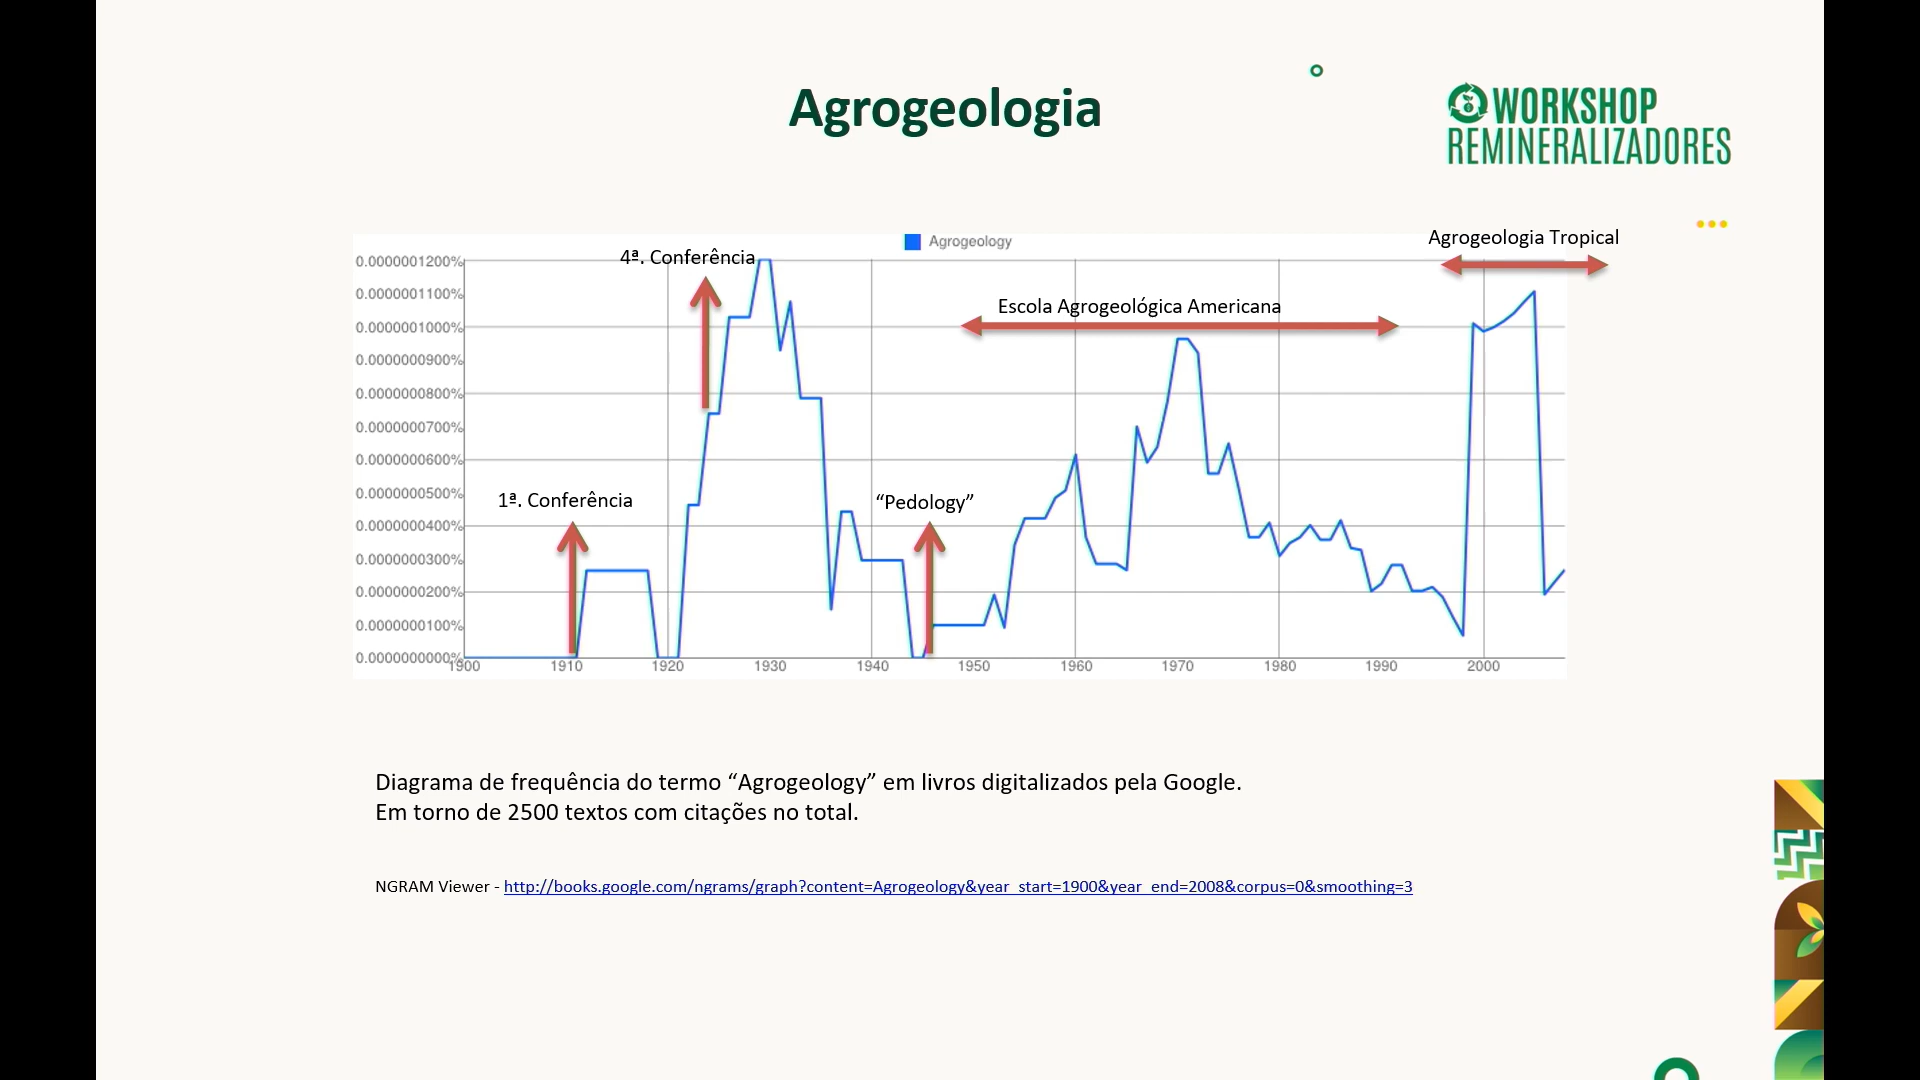 Agrogeologia
WORKSHOP
REMINERALIZADORES
Agrogeology
Agrogeologia Tropical
4ª. Conferência
Escola Agrogeológica Americana
1ª. Conferência
“Pedology”
0.0000001200%
0.0000001100%
0.0000001000%
0.0000000900%
0.0000000800%
0.0000000700%
0.0000000600%
0.0000000500%
0.0000000400%
0.0000000300%
0.0000000200%
0.0000000100%
0.0000000000%
1900 1910 1920 1930 1940 1950 1960 1970 1980 1990 2000
Diagrama de frequência do termo “Agrogeology” em livros digitalizados pela Google.
Em torno de 2500 textos com citações no total.
NGRAM Viewer - http://books.google.com/ngrams/graph?content=Agrogeology&year_start=1900&year_end=2008&corpus=0&smoothing=3